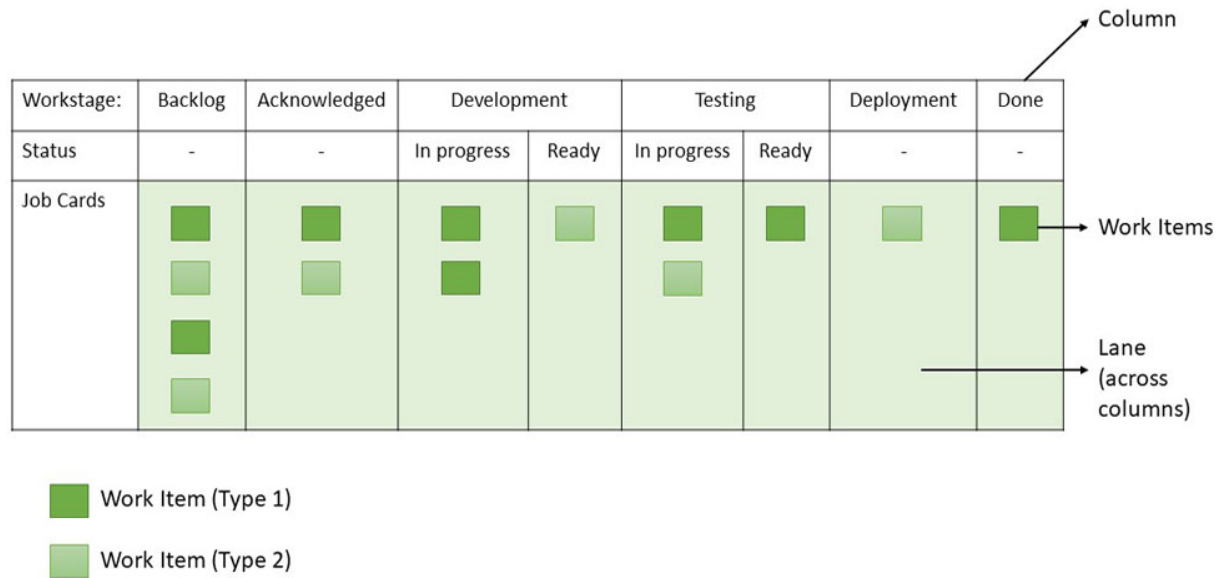 Column
Workstage: Backlog Acknowledged Development Testing Deployment Done
Status - - In progress Ready In progress Ready - -
Job Cards
Work Items
Lane
(across
columns)
Work Item (Type 1)
Work Item (Type 2)